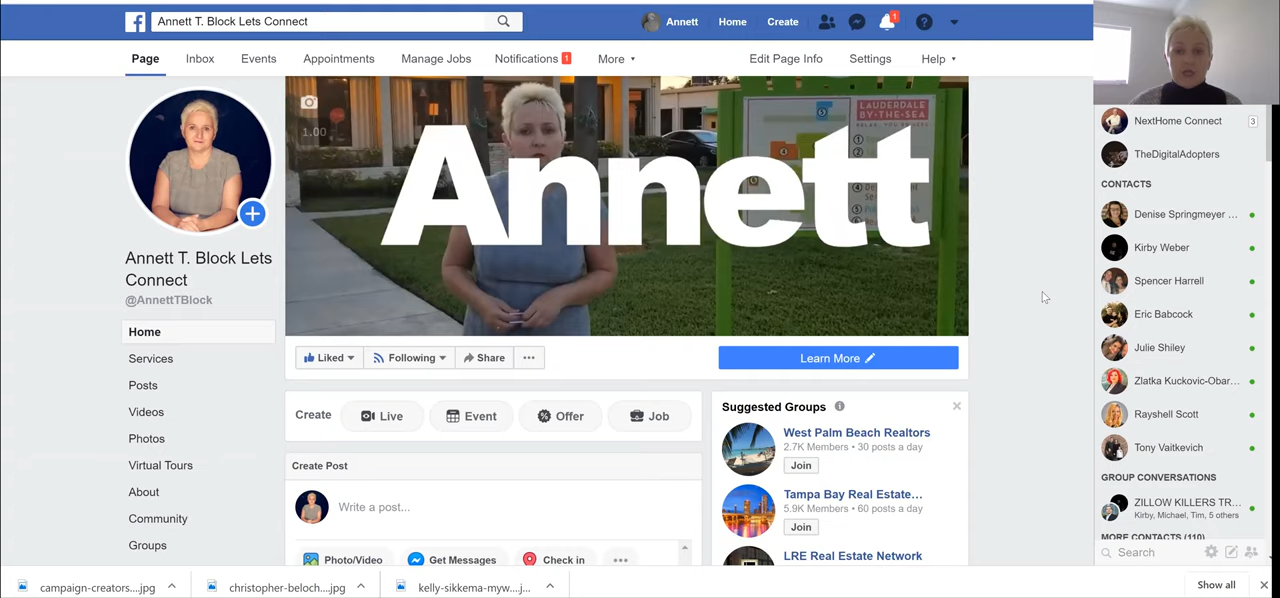 Annett T. Block Lets Connect
Annett Home Create
1
Page Inbox Events Appointments Manage Jobs Notifications 1 More Edit Page Info Settings Help
1.00
LAUDERDALE
BY-THE-SEA
Annett
Annett T. Block Lets
Connect
@AnnettTBlock
Home
Services
Posts
Videos
Photos
Virtual Tours
About
Community
Groups
Liked Following Share ... Learn More
Create Live Event Offer Job
Create Post
Write a post...
Photo/Video Get Messages Check in ...
Suggested Groups
West Palm Beach Realtors
2.7K Members • 30 posts a day
Join
Tampa Bay Real Estate…
5.9K Members • 60 posts a day
Join
LRE Real Estate Network
NextHome Connect 3
TheDigitalAdopters
CONTACTS
Denise Springmeyer ...
Kirby Weber
Spencer Harrell
Eric Babcock
Julie Shiley
Zlatka Kuckovic-Obar...
Rayshell Scott
Tony Vaitkevich
GROUP CONVERSATIONS
ZILLOW KILLERS TR...
Kirby, Michael, Tim, 5 others
MORE CONTACTS (110)
Search
campaign-creators....jpg christopher-beloch....jpg kelly-sikkema-myw....j... Show all